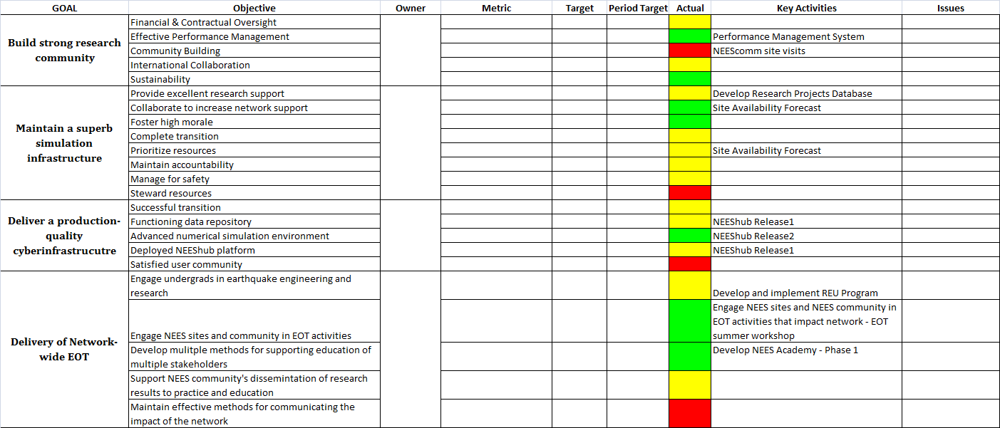 GOAL Objective Owner Metric Target Period Target Actual Key Activities Issues
Build strong research
community
Financial & Contractual Oversight
Effective Performance Management Performance Management System
Community Building NEEScomm site visits
International Collaboration
Sustainability
Maintain a superb
simulation
infrastructure
Provide excellent research support Develop Research Projects Database
Collaborate to increase network support Site Availability Forecast
Foster high morale
Complete transition
Prioritize resources Site Availability Forecast
Maintain accountability
Manage for safety
Steward resources
Deliver a production-
quality
cyberinfrastrucutre
Successful transition
Functioning data repository NEEShub Release1
Advanced numerical simulation environment NEEShub Release2
Deployed NEEShub platform NEEShub Release1
Satisfied user community
Delivery of Network-
wide EOT
Engage undergrads in earthquake engineering and
research
Develop and implement REU Program
Engage NEES sites and community in EOT activities
Engage NEES sites and NEES community in
EOT activities that impact network - EOT
summer workshop
Develop mulitple methods for supporting education of
multiple stakeholders
Develop NEES Academy - Phase 1
Support NEES community's dissemintation of research
results to practice and education
Maintain effective methods for communicating the
impact of the network